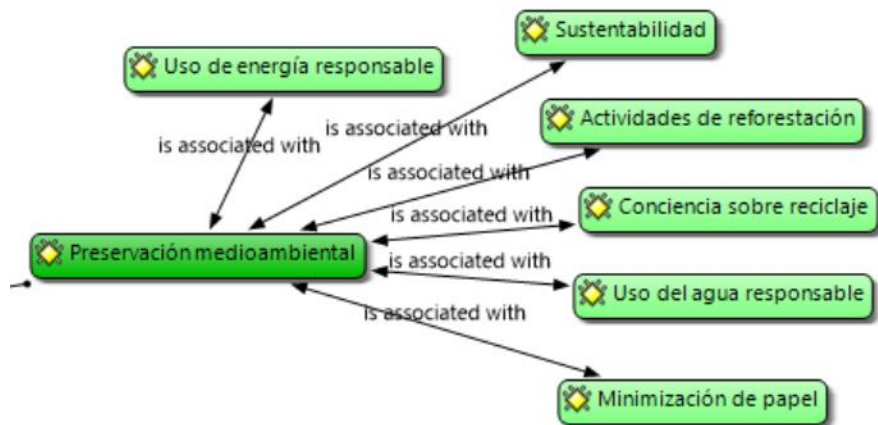 Sustentabilidad
Uso de energía responsable
is associated with
is associated with
Actividades de reforestación
is associated with
Conciencia sobre reciclaje
is associated with
Preservación medioambiental
is associated with
Uso del agua responsable
is associated with
Minimización de papel